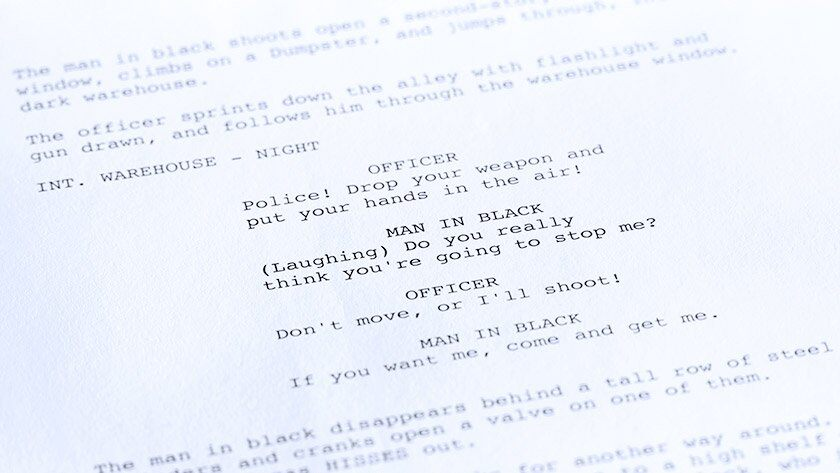 The man in black shoots open a second-story
window, climbs on a Dumpster, and jumps through,
dark warehouse.
The officer sprints down the alley with flashlight and
gun drawn, and follows him through the warehouse window.
INT. WAREHOUSE - NIGHT
OFFICER
Police! Drop your weapon and
put your hands in the air!
MAN IN BLACK
(Laughing) Do you really
think you're going to stop me?
OFFICER
Don't move, or I'll shoot!
MAN IN BLACK
If you want me, come and get me.
The man in black disappears behind a tall row of steel
and cranks open a valve on one of them.
HISSES out.
for another way around.
to a high shelf
who